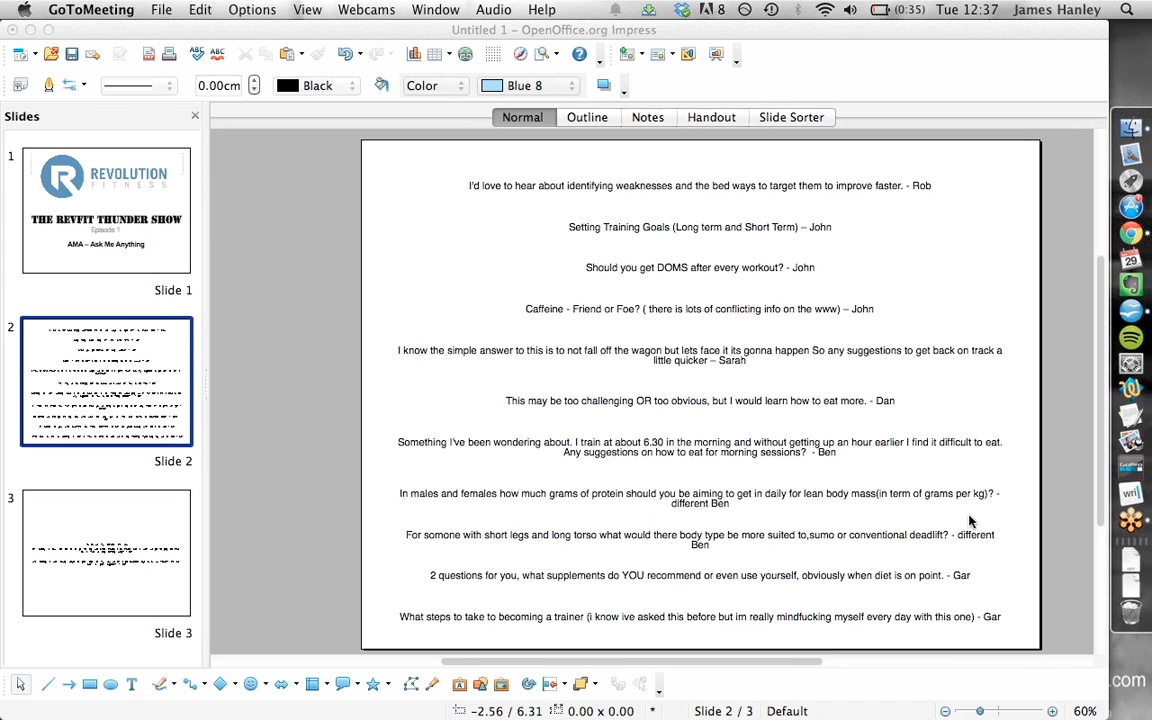 GoToMeeting File Edit Options View Webcams Window Audio Help 8 (0:35) Tue 12:37 James Hanley
Untitled 1 - OpenOffice.org Impress
0.00cm Black Color Blue 8
Slides
Normal Outline Notes Handout Slide Sorter
1
REVOLUTION
FITNESS
THE REVFIT THUNDER SHOW
Episode 1
AMA – Ask Me Anything
Slide 1
2
Slide 2
3
Slide 3
I'd love to hear about identifying weaknesses and the bed ways to target them to improve faster. - Rob
Setting Training Goals (Long term and Short Term) – John
Should you get DOMS after every workout? - John
Caffeine - Friend or Foe? ( there is lots of conflicting info on the www) – John
I know the simple answer to this is to not fall off the wagon but lets face it its gonna happen So any suggestions to get back on track a
little quicker – Sarah
This may be too challenging OR too obvious, but I would learn how to eat more. - Dan
Something I've been wondering about. I train at about 6.30 in the morning and without getting up an hour earlier I find it difficult to eat.
Any suggestions on how to eat for morning sessions? - Ben
In males and females how much grams of protein should you be aiming to get in daily for lean body mass(in term of grams per kg)? -
different Ben
For somone with short legs and long torso what would there body type be more suited to,sumo or conventional deadlift? - different
Ben
2 questions for you, what supplements do YOU recommend or even use yourself, obviously when diet is on point. - Gar
What steps to take to becoming a trainer (i know ive asked this before but im really mindfucking myself every day with this one) - Gar
29
wri
.com
-2.56 / 6.31 0.00 x 0.00 * Slide 2 / 3 Default 60%